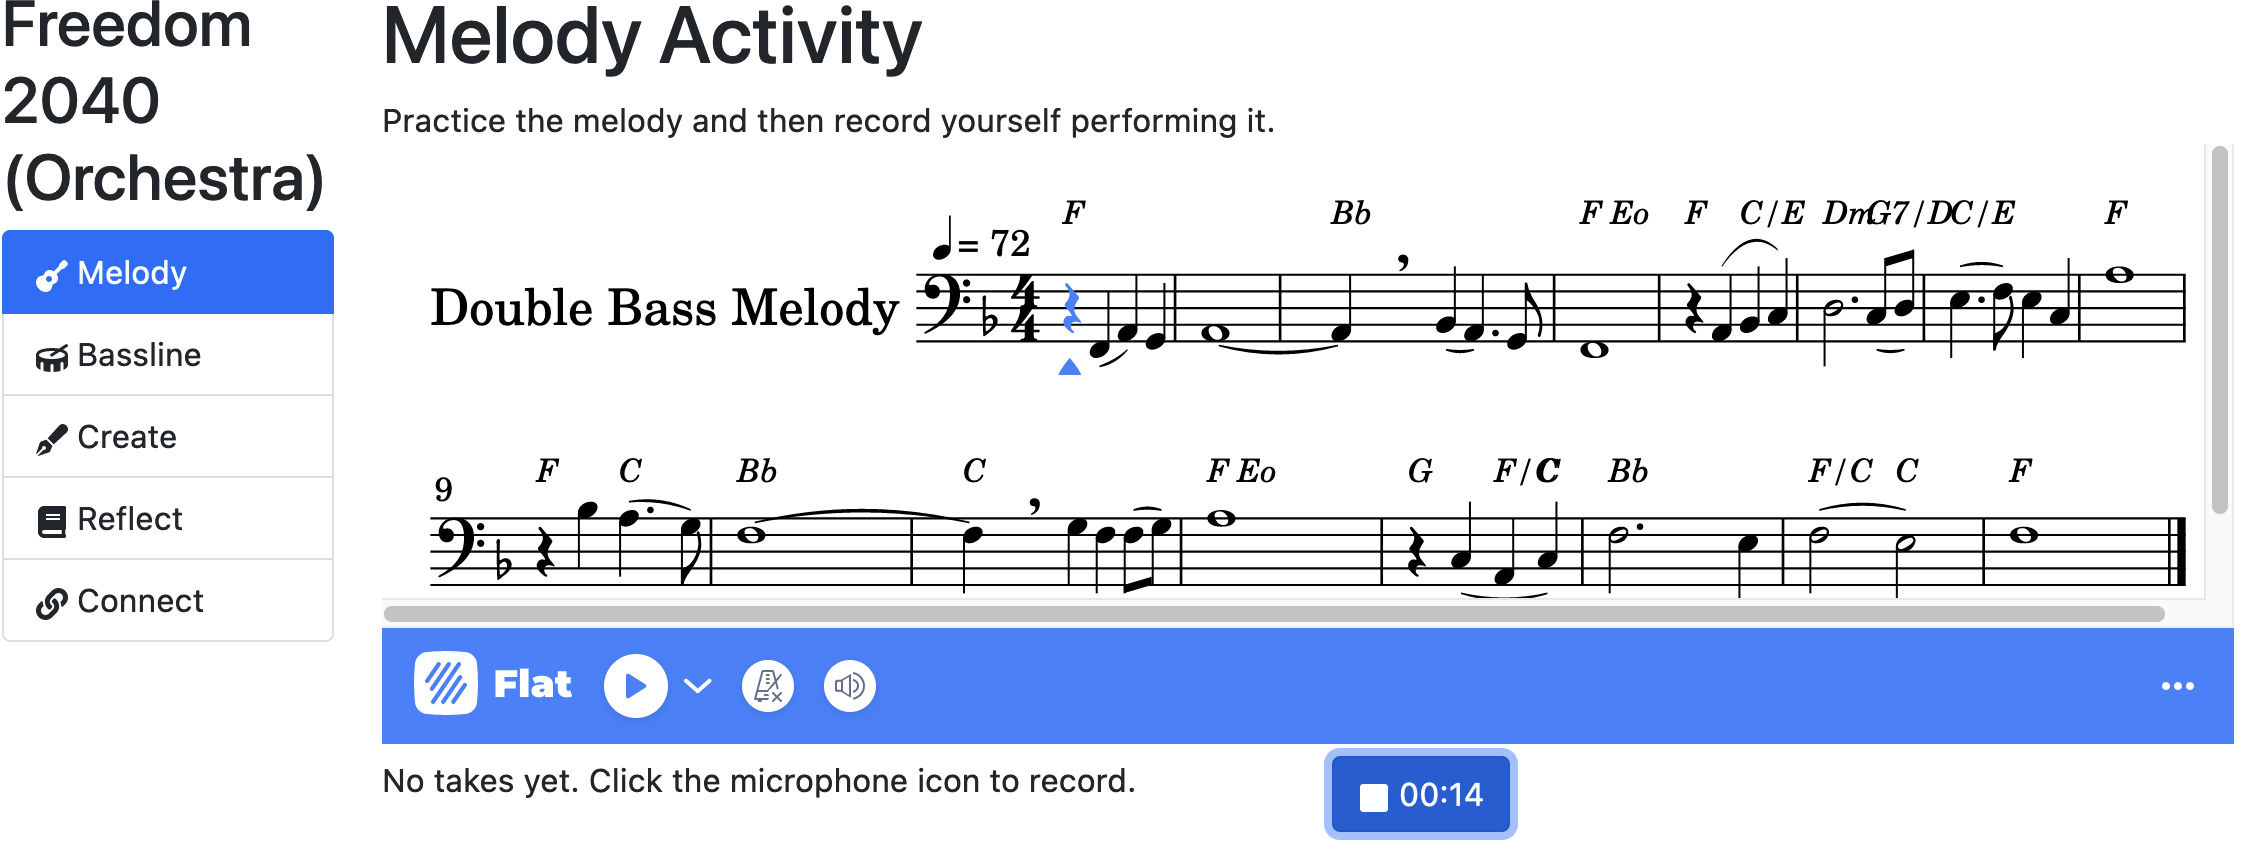 Freedom
2040
(Orchestra)
Melody
Bassline
Create
Reflect
Connect
Melody Activity
Practice the melody and then record yourself performing it.
= 72
F Bb F Eo F C/E Dm G7/D C/E F
Double Bass Melody
4
4
9
F C Bb C F Eo G F/C C Bb F/C C F
Flat
No takes yet. Click the microphone icon to record.
00:14